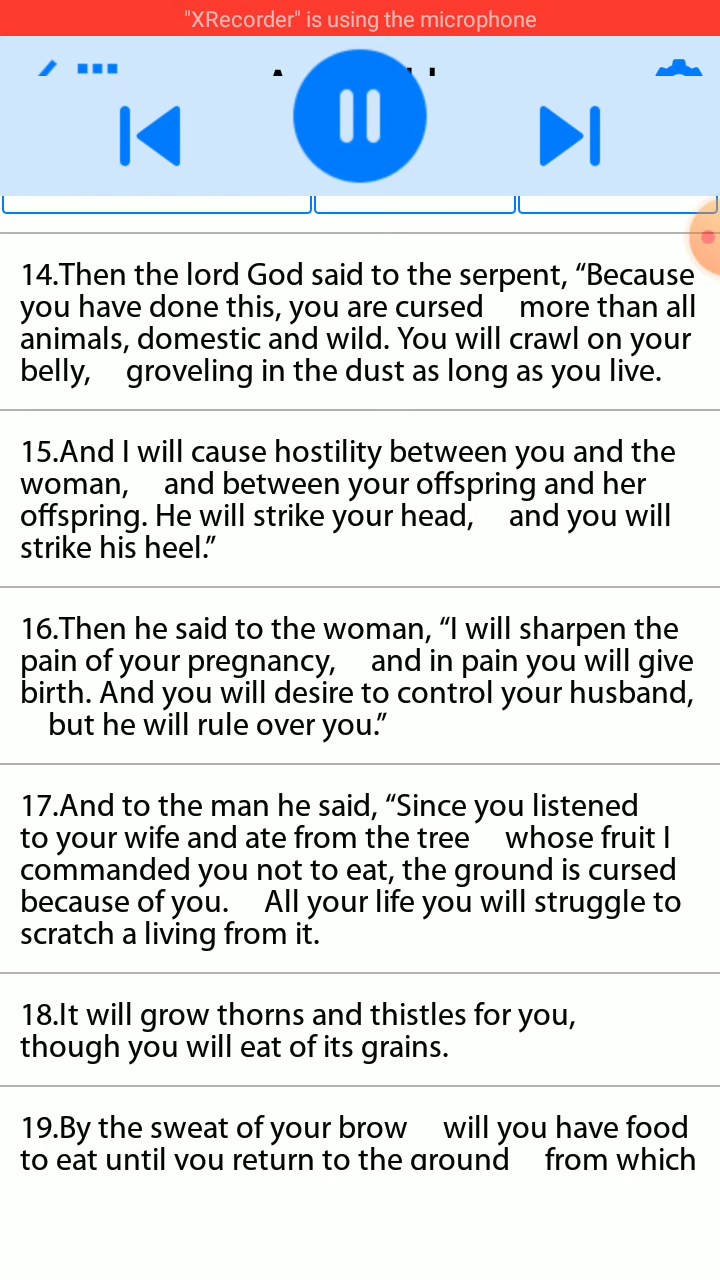 "XRecorder" is using the microphone
14.Then the lord God said to the serpent, “Because
you have done this, you are cursed more than all
animals, domestic and wild. You will crawl on your
belly, groveling in the dust as long as you live.
15.And I will cause hostility between you and the
woman, and between your offspring and her
offspring. He will strike your head, and you will
strike his heel.”
16.Then he said to the woman, “I will sharpen the
pain of your pregnancy, and in pain you will give
birth. And you will desire to control your husband,
but he will rule over you.”
17.And to the man he said, “Since you listened
to your wife and ate from the tree whose fruit I
commanded you not to eat, the ground is cursed
because of you. All your life you will struggle to
scratch a living from it.
18.It will grow thorns and thistles for you,
though you will eat of its grains.
19.By the sweat of your brow will you have food
to eat until you return to the ground from which